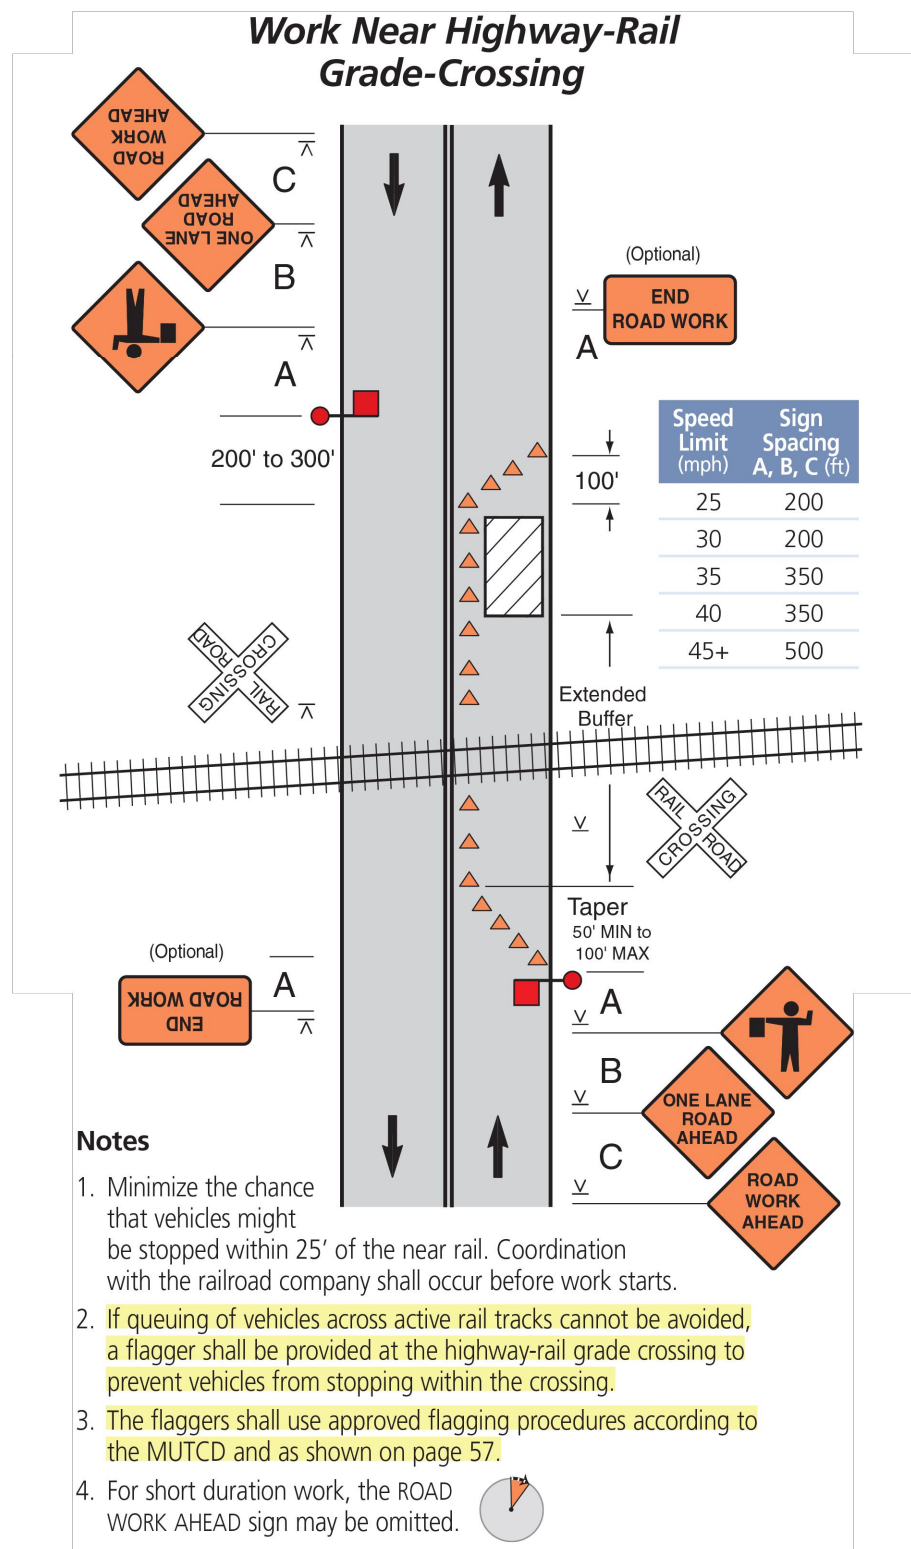 Work Near Highway-Rail
Grade-Crossing
ROAD
WORK
AHEAD
C
ONE LANE
ROAD
AHEAD
B
A
(Optional)
END
ROAD WORK
A
200' to 300'
100'
Speed Limit (mph) Sign Spacing A, B, C (ft)
25 200
30 200
35 350
40 350
45+ 500
RAIL ROAD
CROSSING
Extended
Buffer
RAIL ROAD
CROSSING
Taper
50' MIN to
100' MAX
(Optional)
END
ROAD WORK
A
A
B
ONE LANE
ROAD
AHEAD
C
ROAD
WORK
AHEAD
Notes
1. Minimize the chance
that vehicles might
be stopped within 25’ of the near rail. Coordination
with the railroad company shall occur before work starts.
2. If queuing of vehicles across active rail tracks cannot be avoided,
a flagger shall be provided at the highway-rail grade crossing to
prevent vehicles from stopping within the crossing.
3. The flaggers shall use approved flagging procedures according to
the MUTCD and as shown on page 57.
4. For short duration work, the ROAD
WORK AHEAD sign may be omitted.